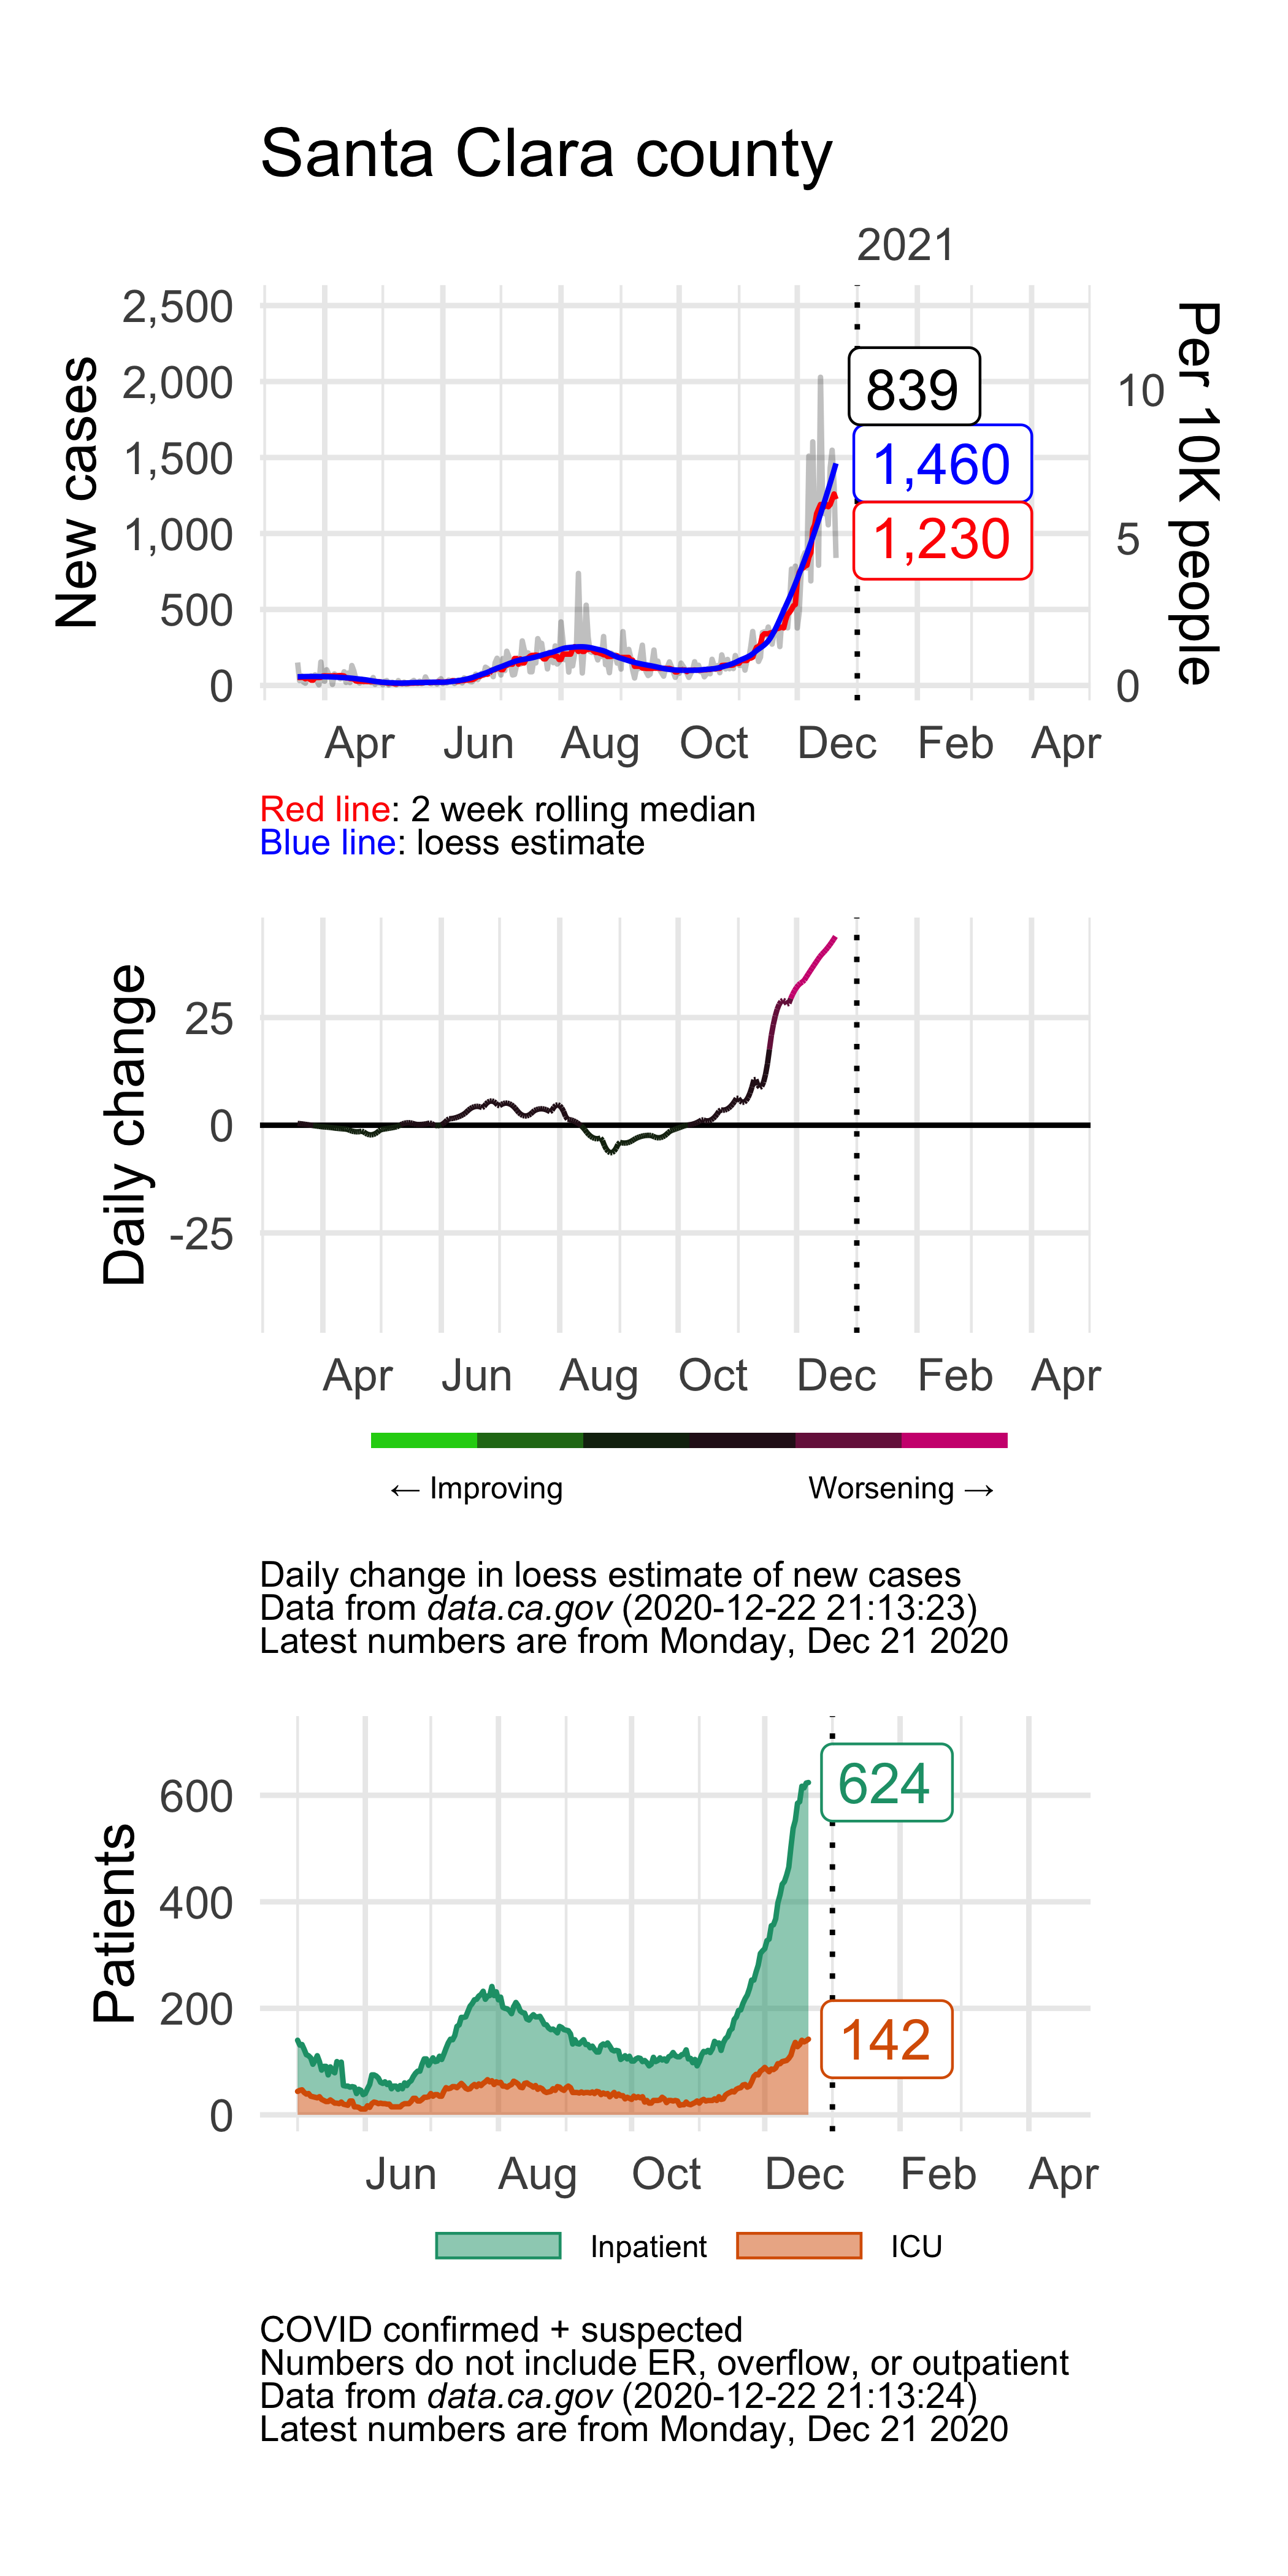 Santa Clara county
2021
New cases
2,500
2,000
1,500
1,000
500
0
839
1,460
1,230
10
5
0
Per 10K people
Apr Jun Aug Oct Dec Feb Apr
Red line: 2 week rolling median
Blue line: loess estimate
Daily change
25
0
-25
Apr Jun Aug Oct Dec Feb Apr
← Improving Worsening →
Daily change in loess estimate of new cases
Data from data.ca.gov (2020-12-22 21:13:23)
Latest numbers are from Monday, Dec 21 2020
Patients
600
400
200
0
624
142
Jun Aug Oct Dec Feb Apr
Inpatient ICU
COVID confirmed + suspected
Numbers do not include ER, overflow, or outpatient
Data from data.ca.gov (2020-12-22 21:13:24)
Latest numbers are from Monday, Dec 21 2020